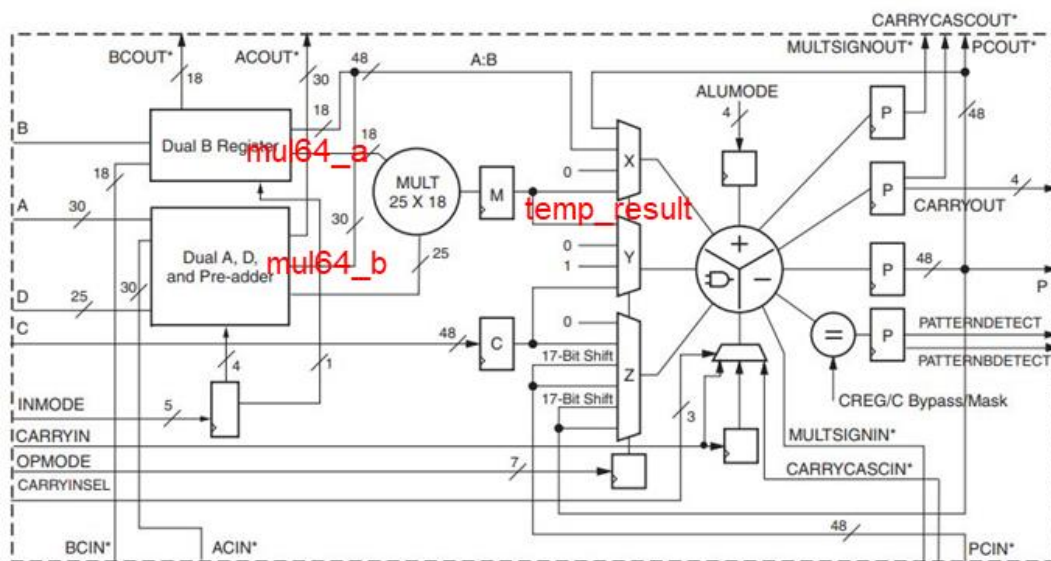 CARRYCASCOUT*
BCOUT* ACOUT* MULTSIGNOUT* PCOUT*
48 A:B
18 30
ALUMODE
18 4 P 48
B 18
Dual B Register mul64_a
X
18 MULT 25 X 18 0 M P 4
temp_result CARRYOUT
A 30 30
Dual A, D, and Pre-adder mul64_b
25 0 Y + − 48
1 P P
D 25 30
C 48 C 0 = P PATTERNDETECT
17-Bit Shift PATTERNBDETECT
4 1 Z
17-Bit Shift CREG/C Bypass/Mask
INMODE 5 3
CARRYIN MULTSIGNIN*
OPMODE 7 CARRYCASCIN*
CARRYINSEL
48
BCIN* ACIN* PCIN*